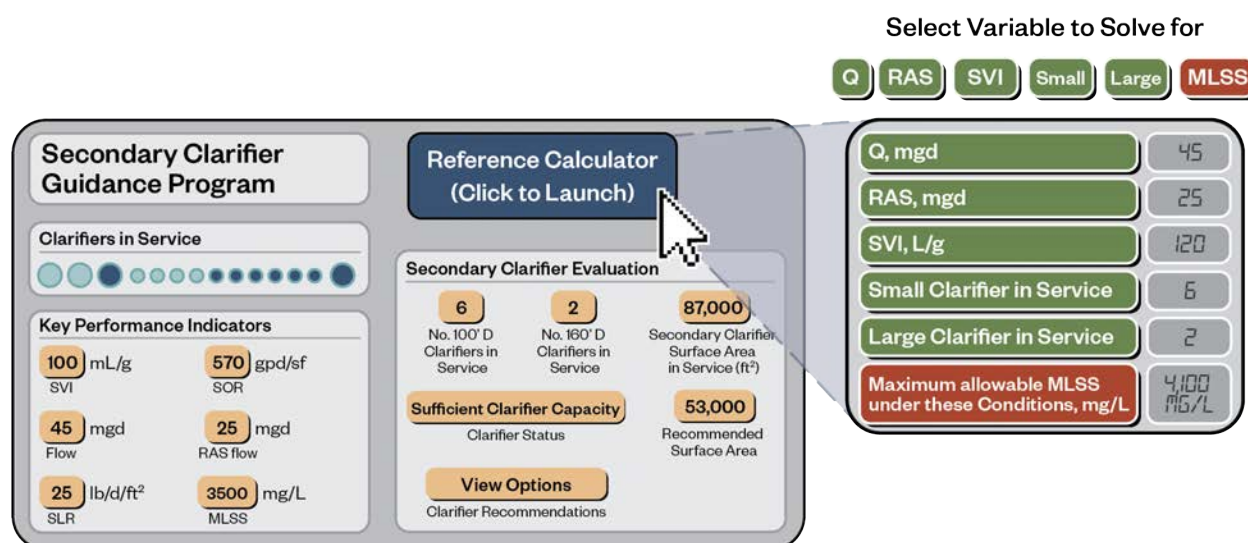 Select Variable to Solve for
Q RAS SVI Small Large MLSS
Secondary Clarifier
Guidance Program
Clarifiers in Service
Key Performance Indicators
100 mL/g
SVI
570 gpd/sf
SOR
45 mgd
Flow
25 mgd
RAS flow
25 lb/d/ft²
SLR
3500 mg/L
MLSS
Reference Calculator
(Click to Launch)
Secondary Clarifier Evaluation
6
No. 100' D
Clarifiers in
Service
2
No. 160' D
Clarifiers in
Service
87,000
Secondary Clarifier
Surface Area
in Service (ft²)
Sufficient Clarifier Capacity
Clarifier Status
53,000
Recommended
Surface Area
View Options
Clarifier Recommendations
Q, mgd 45
RAS, mgd 25
SVI, L/g 120
Small Clarifier in Service 6
Large Clarifier in Service 2
Maximum allowable MLSS
under these Conditions, mg/L
4,100
MG/L